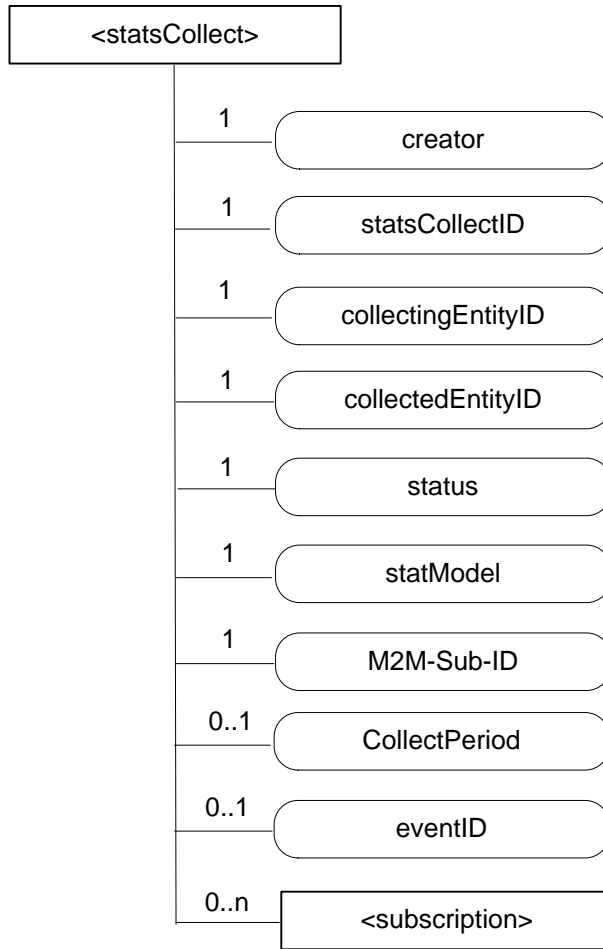 <statsCollect>
1
creator
1
statsCollectID
1
collectingEntityID
1
collectedEntityID
1
status
1
statModel
1
M2M-Sub-ID
0..1
CollectPeriod
0..1
eventID
0..n
<subscription>